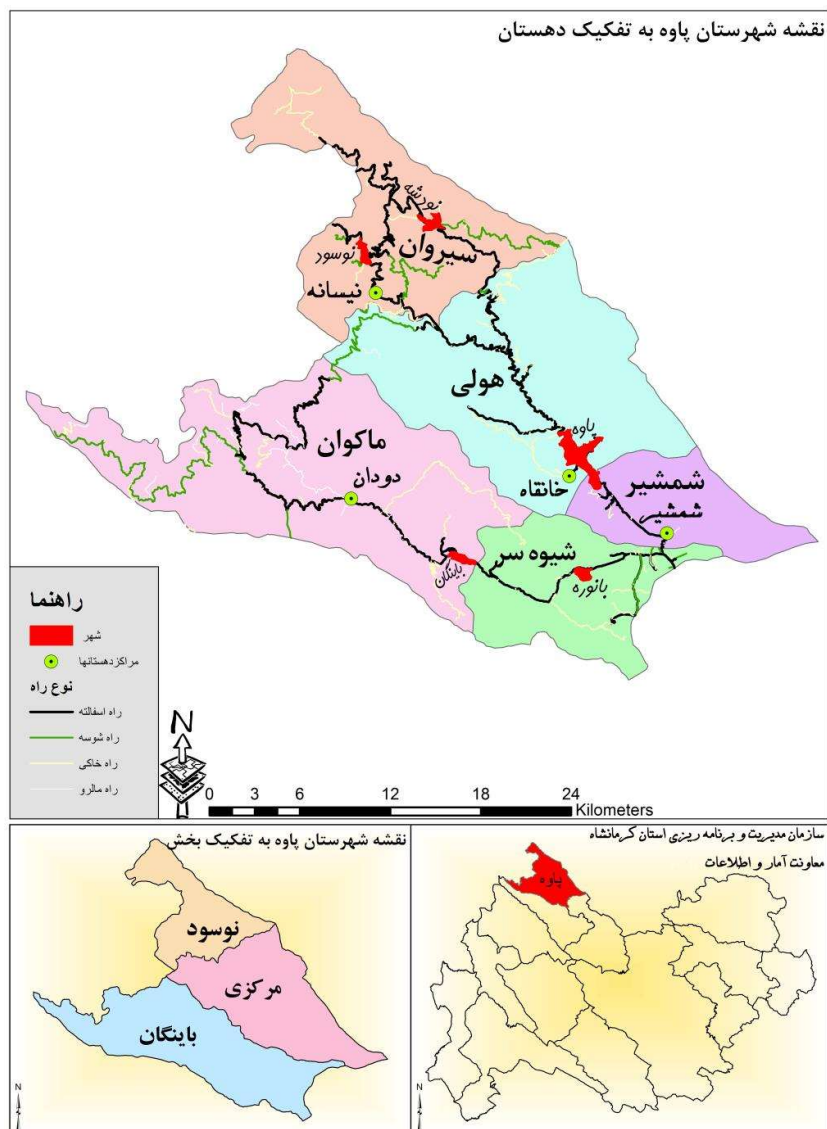 نقشه شهرستان پاوه به تفکیک دهستان
نودشه
سیروان
نوسود
نیسانه
هولی
پاوه
ماکوان
دودان
خانقاه
شمشیر
شمشیر
شیوه سر
باینگان
بانوره
راهنما
شهر
مراکزدهستانها
نوع راه
راه اسفالته
راه شوسه
راه خاکی
راه مالرو
N
0 3 6 12 18 24
Kilometers
نقشه شهرستان پاوه به تفکیک بخش
نوسود
مرکزی
باینگان
N
سازمان مدیریت و برنامه ریزی استان کرمانشاه
معاونت آمار و اطلاعات
پاوه
N